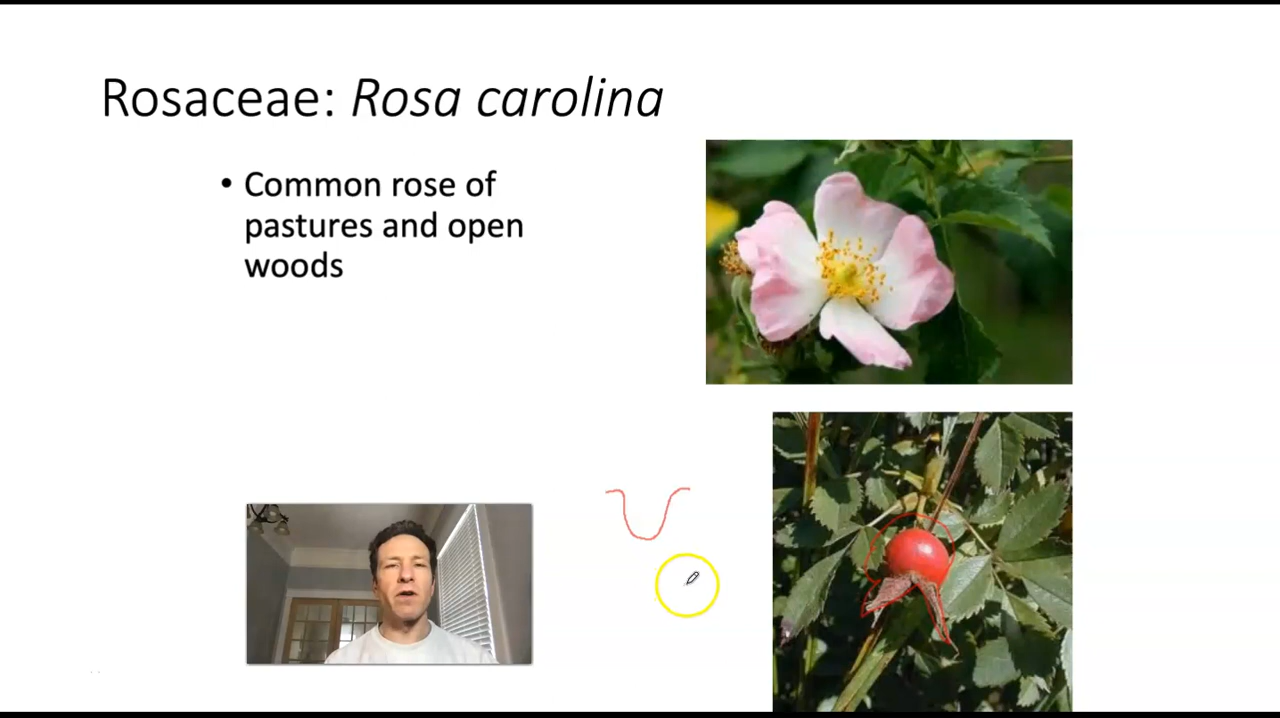 Rosaceae: Rosa carolina
• Common rose of
pastures and open
woods